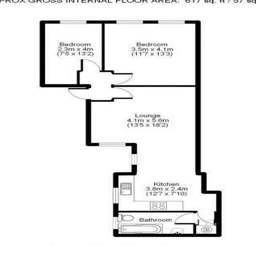 PROX GROSS INTERNAL FLOOR AREA: 617 sq. ft / 57 sq
Bedroom
2.3m x 4m
(7'5 x 13'2)
Bedroom
3.5m x 4.1m
(11'7 x 13'3)
Lounge
4.1m x 5.6m
(13'5 x 18'2)
Kitchen
3.8m x 2.4m
(12'7 x 7'10)
Bathroom